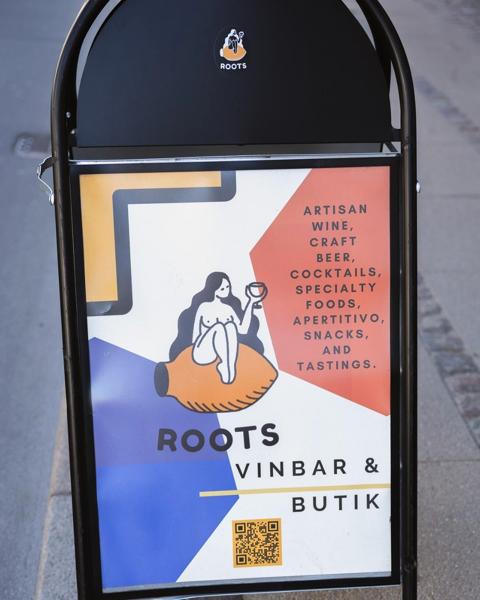 ROOTS
ARTISAN
WINE,
CRAFT
BEER,
COCKTAILS,
SPECIALTY
FOODS,
APERTITIVO,
SNACKS,
AND
TASTINGS.
ROOTS
VINBAR &
BUTIK